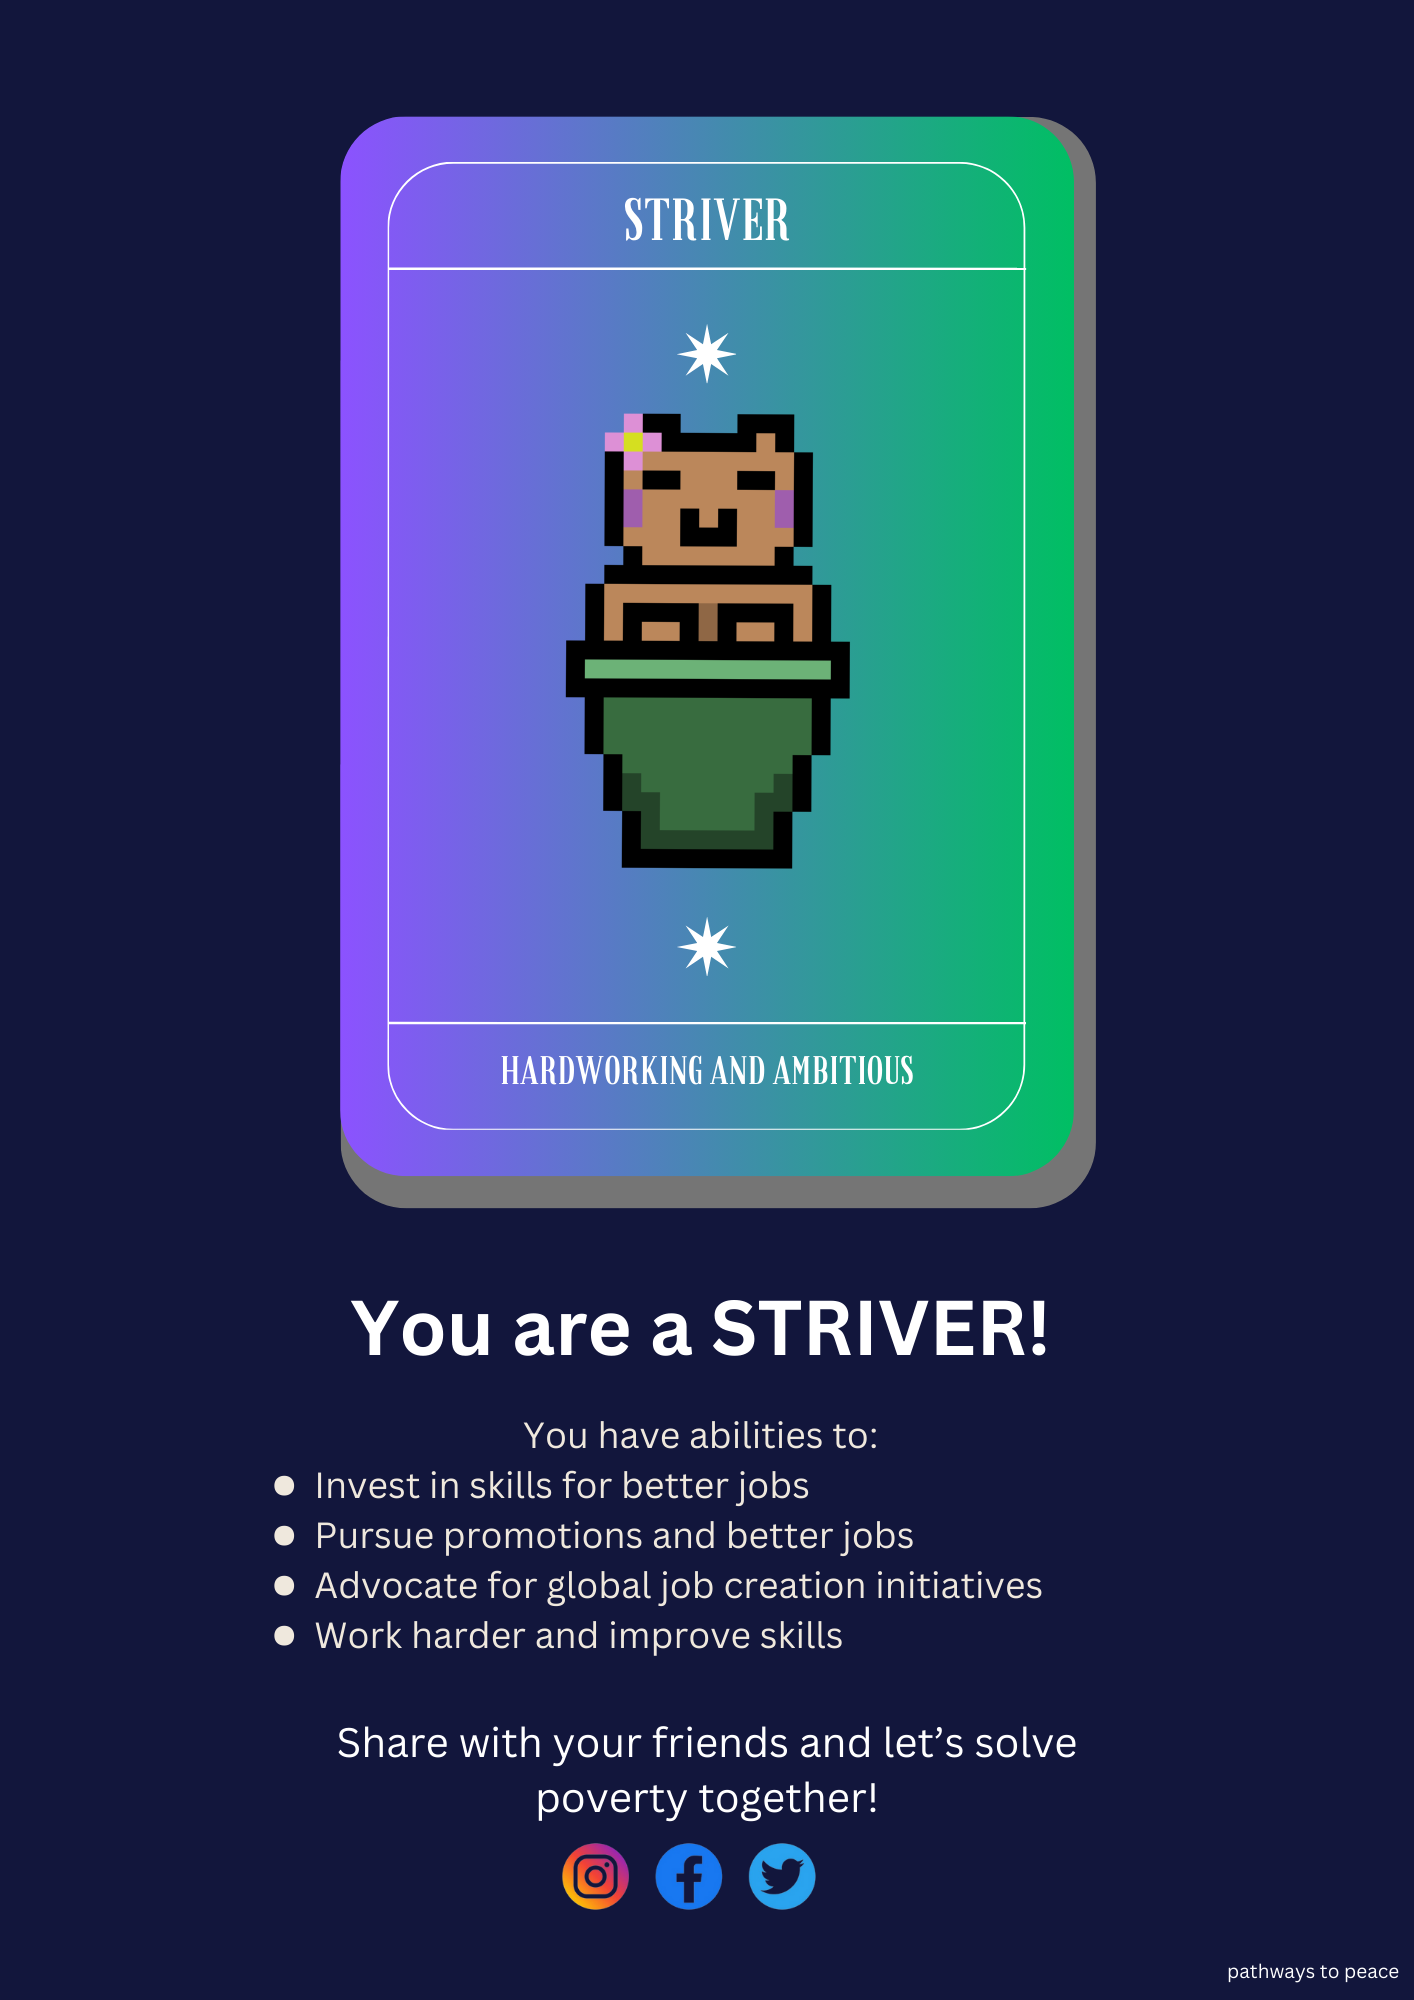 STRIVER
HARDWORKING AND AMBITIOUS
You are a STRIVER!
You have abilities to:
Invest in skills for better jobs
Pursue promotions and better jobs
Advocate for global job creation initiatives
Work harder and improve skills
Share with your friends and let’s solve
poverty together!
pathways to peace